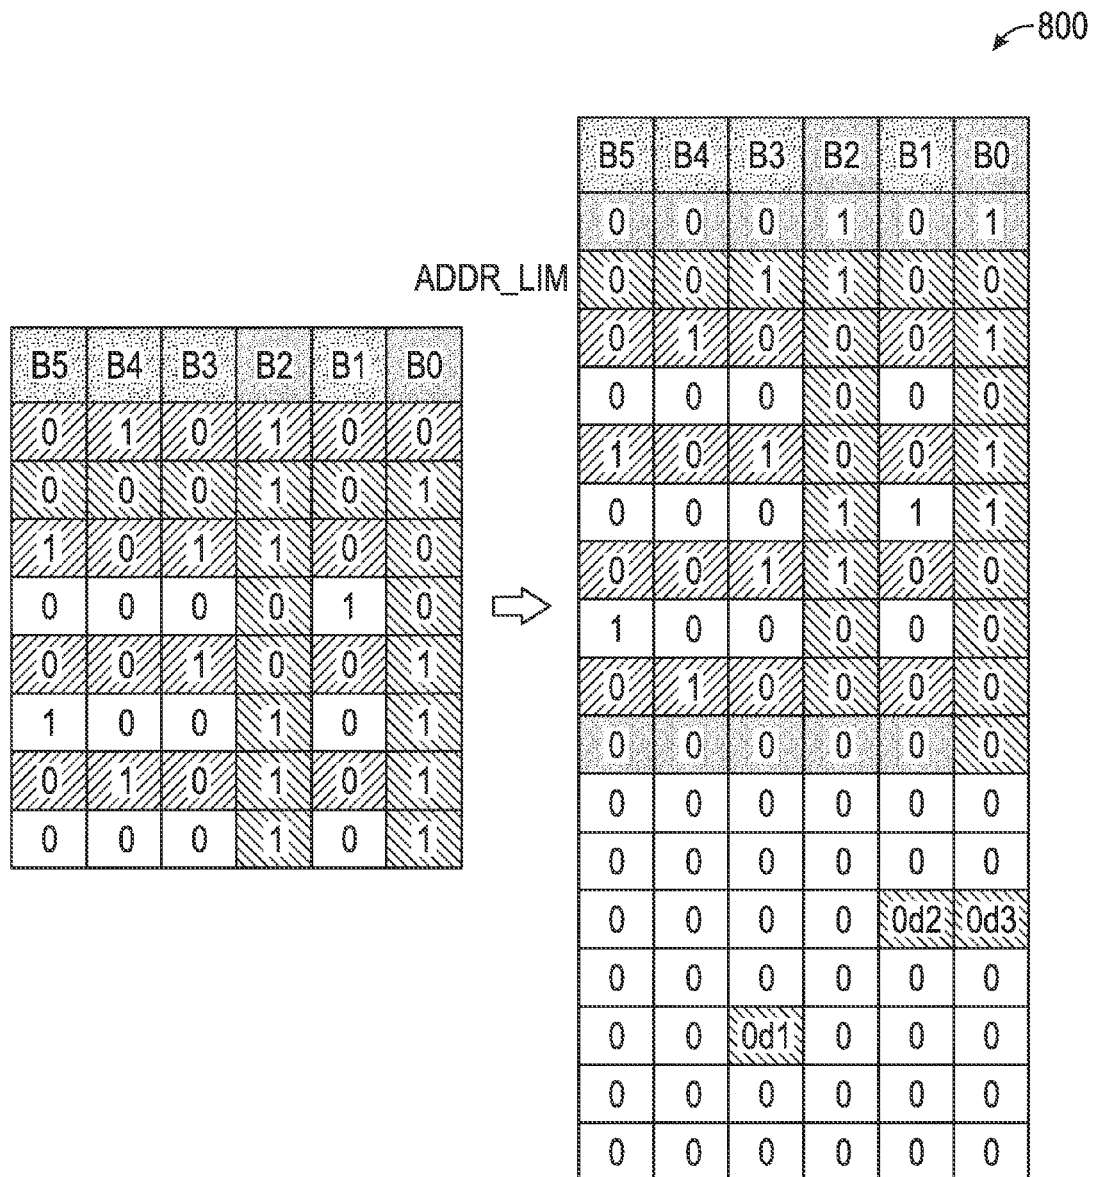 800
B5 B4 B3 B2 B1 B0
0 1 0 1 0 0
0 0 0 1 0 1
1 0 1 1 0 0
0 0 0 0 1 0
0 0 1 0 0 1
1 0 0 1 0 1
0 1 0 1 0 1
0 0 0 1 0 1
ADDR_LIM
B5 B4 B3 B2 B1 B0
0 0 0 1 0 1
0 0 1 1 0 0
0 1 0 0 0 1
0 0 0 0 0 0
1 0 1 0 0 1
0 0 0 1 1 1
0 0 1 1 0 0
1 0 0 0 0 0
0 1 0 0 0 0
0 0 0 0 0 0
0 0 0 0 0 0
0 0 0 0 0 0
0 0 0 0 0d2 0d3
0 0 0 0 0 0
0 0 0d1 0 0 0
0 0 0 0 0 0
0 0 0 0 0 0